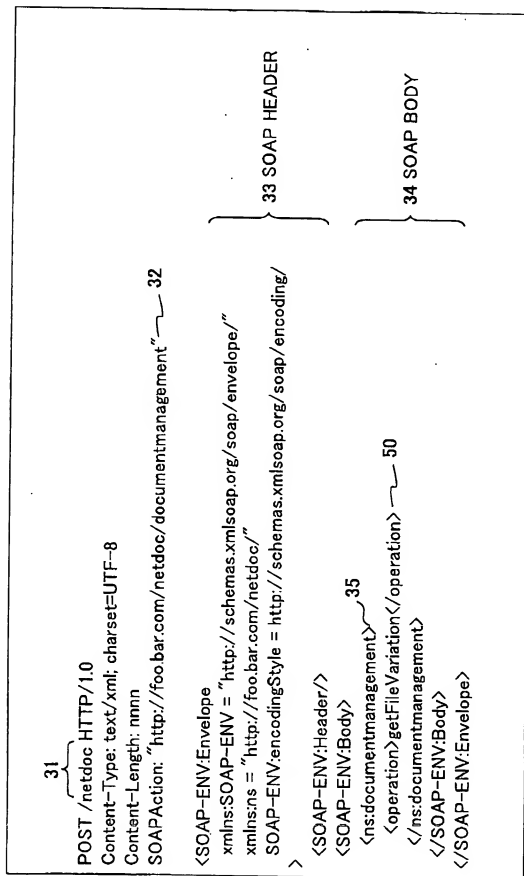 31
POST /netdoc HTTP/1.0
Content-Type: text/xml; charset=UTF-8
Content-Length: nnnn
SOAPAction: "http://foo.bar.com/netdoc/documentmanagement" 32
<SOAP-ENV:Envelope
xmlns:SOAP-ENV = "http://schemas.xmlsoap.org/soap/envelope/"
xmlns:ns = "http://foo.bar.com/netdoc/"
SOAP-ENV:encodingStyle = http://schemas.xmlsoap.org/soap/encoding/
>
33 SOAP HEADER
<SOAP-ENV:Header/>
<SOAP-ENV:Body>
<ns:documentmanagement> 35
<operation>getFileVariation</operation> 50
</ns:documentmanagement>
</SOAP-ENV:Body>
</SOAP-ENV:Envelope>
34 SOAP BODY